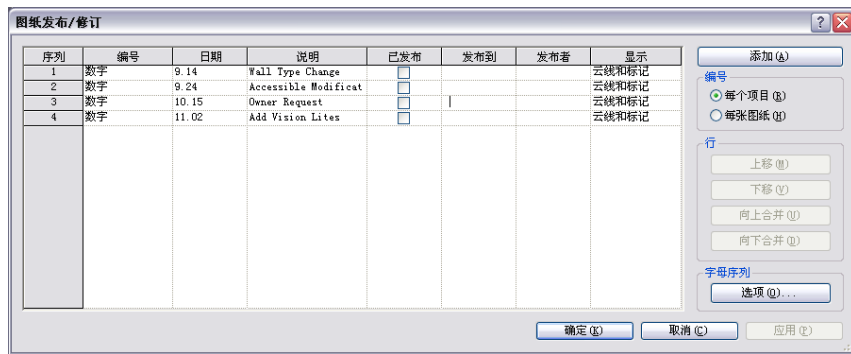 图纸发布/修订
序列 编号 日期 说明 已发布 发布到 发布者 显示
1 数字 9.14 Wall Type Change 云线和标记
2 数字 9.24 Accessible Modificat 云线和标记
3 数字 10.15 Owner Request 云线和标记
4 数字 11.02 Add Vision Lites 云线和标记
添加(A)
编号
每个项目(R)
每张图纸(H)
行
上移(M)
下移(V)
向上合并(U)
向下合并(D)
字母序列
选项(O)...
确定(K) 取消(C) 应用(P)